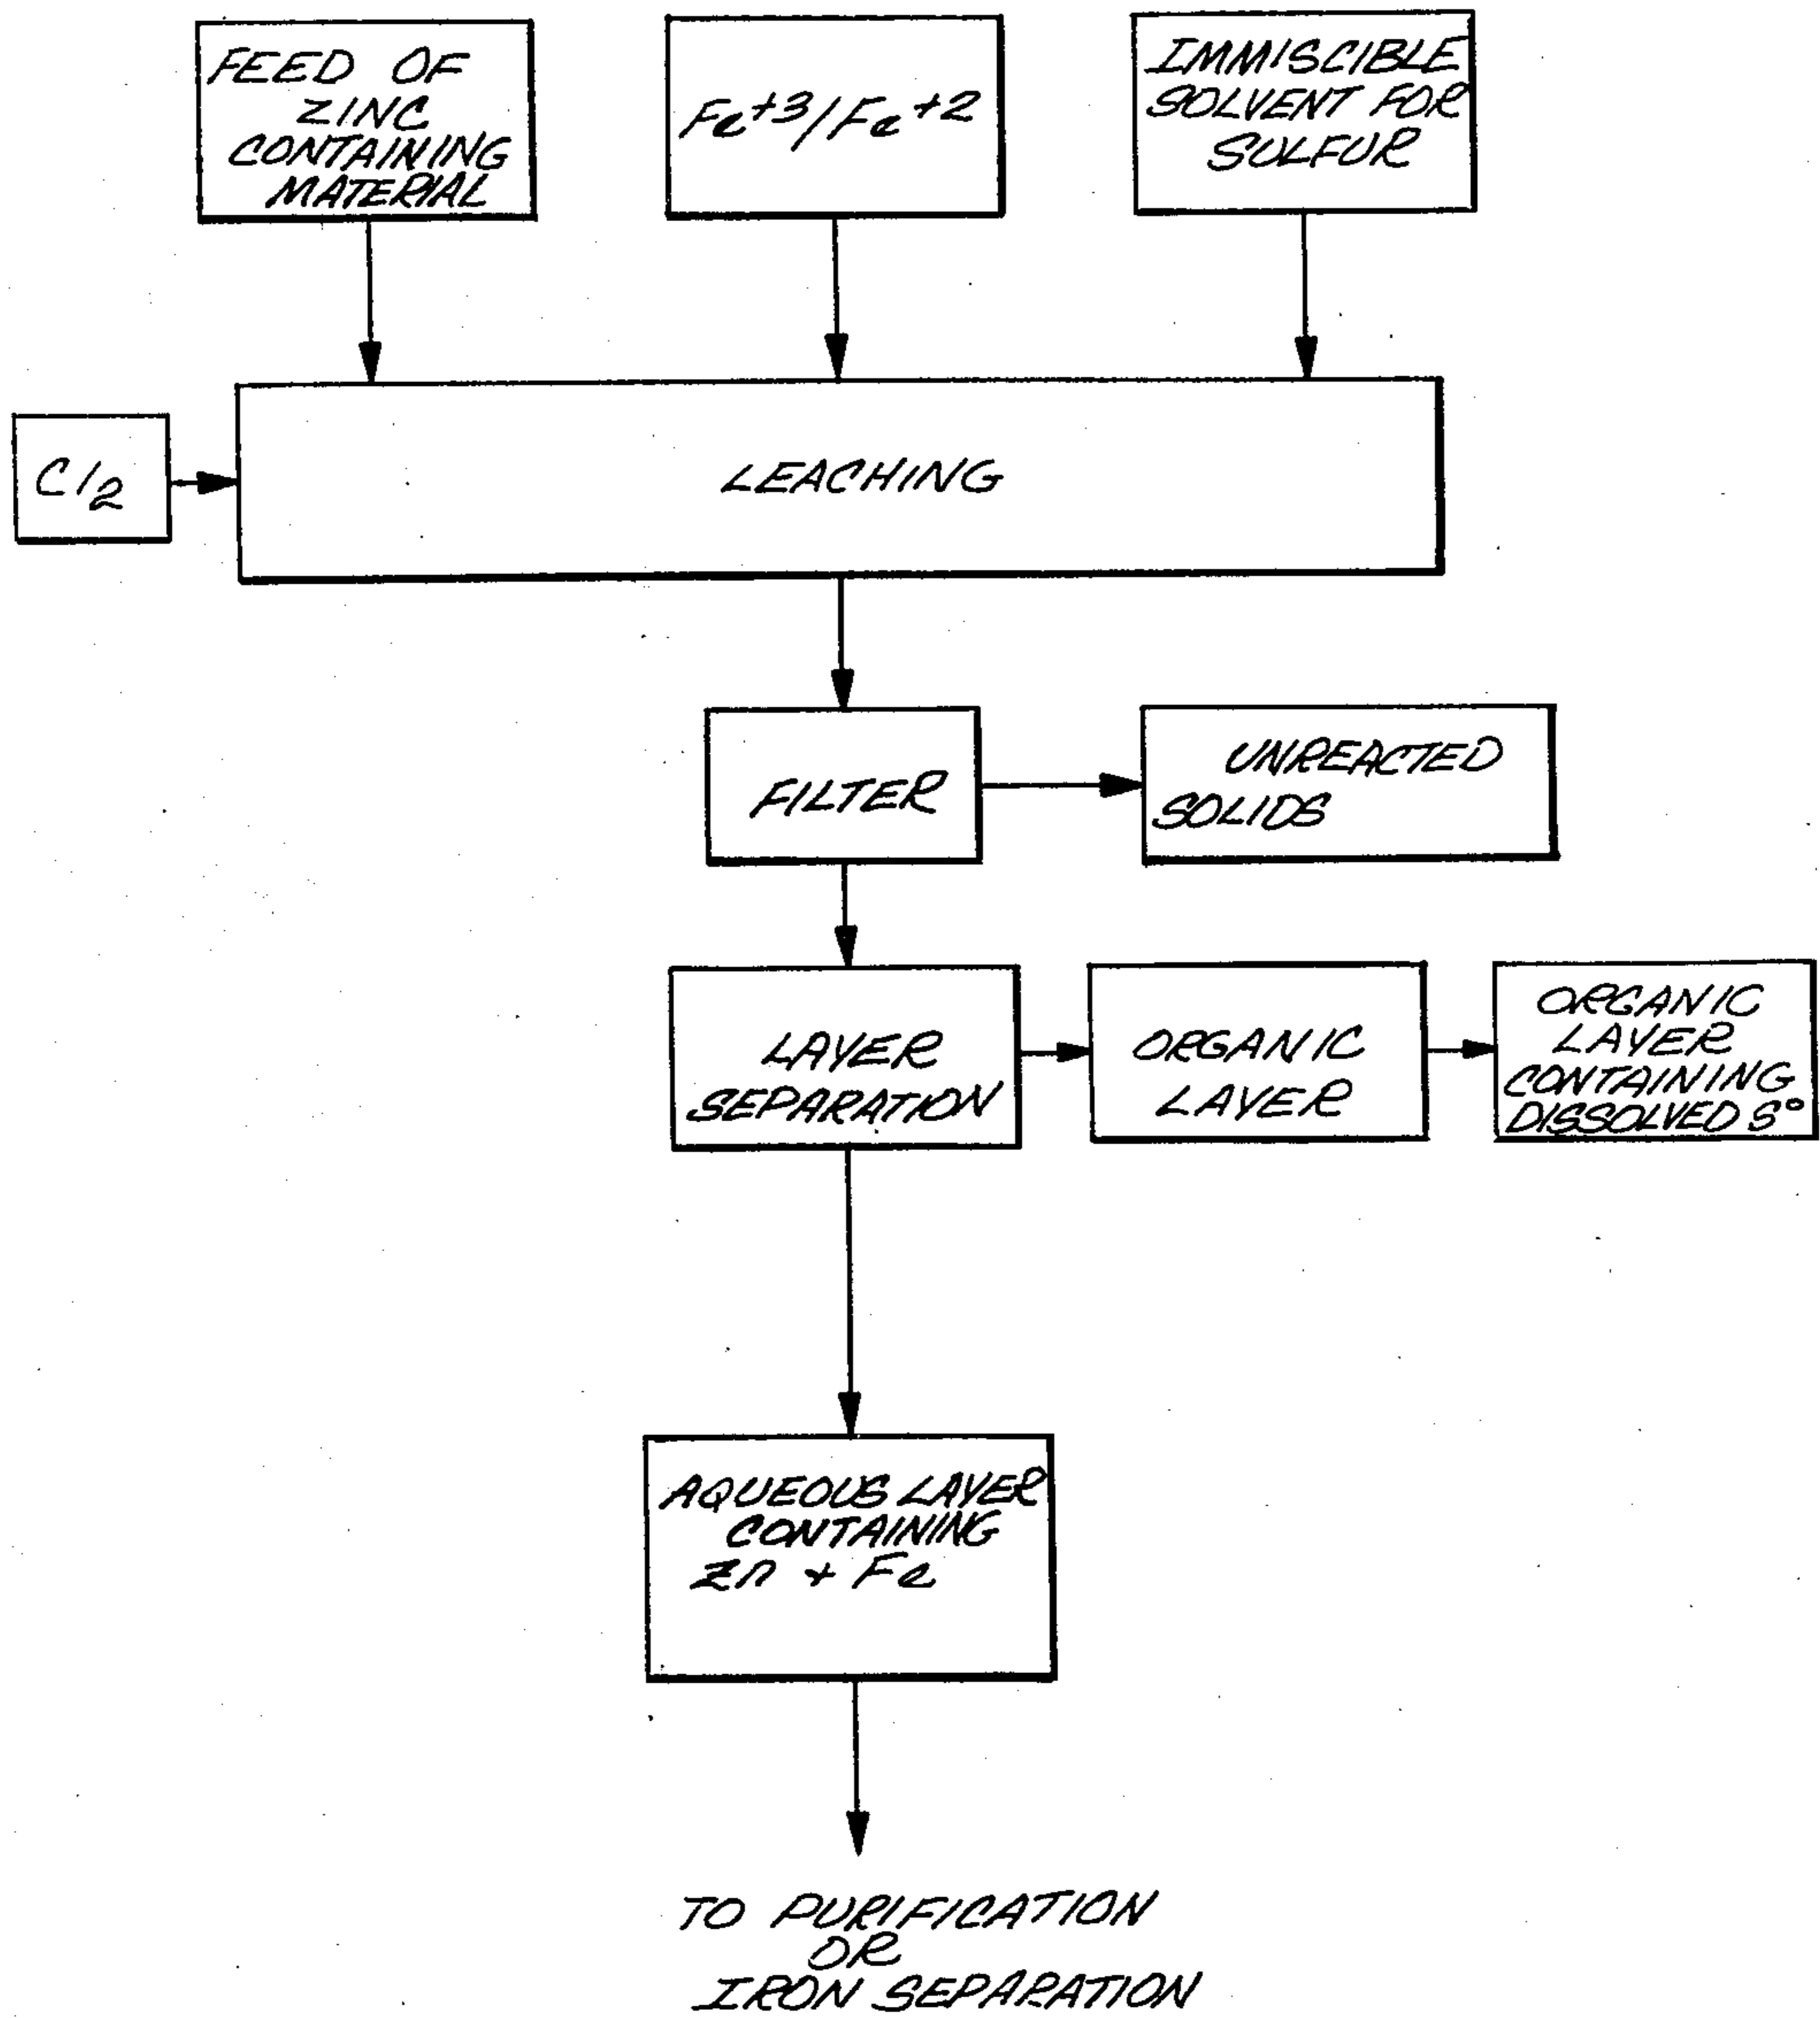 FEED OF
ZINC
CONTAINING
MATERIAL
Fe+3/Fe+2
IMMISCIBLE
SOLVENT FOR
SULFUR
Cl2
LEACHING
FILTER
UNREACTED
SOLIDS
LAYER
SEPARATION
ORGANIC
LAYER
ORGANIC
LAYER
CONTAINING
DISSOLVED S°
AQUEOUS LAYER
CONTAINING
Zn + Fe
TO PURIFICATION
OR
IRON SEPARATION